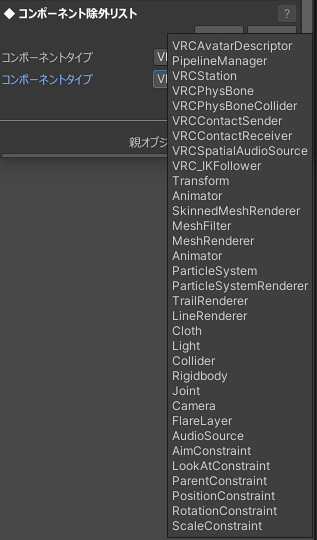 ◆ コンポーネント除外リスト
?
コンポーネントタイプ
コンポーネントタイプ
親オブジ
VRCAvatarDescriptor
PipelineManager
VRCStation
VRCPhysBone
VRCPhysBoneCollider
VRCContactSender
VRCContactReceiver
VRCSpatialAudioSource
VRC_IKFollower
Transform
Animator
SkinnedMeshRenderer
MeshFilter
MeshRenderer
Animator
ParticleSystem
ParticleSystemRenderer
TrailRenderer
LineRenderer
Cloth
Light
Collider
Rigidbody
Joint
Camera
FlareLayer
AudioSource
AimConstraint
LookAtConstraint
ParentConstraint
PositionConstraint
RotationConstraint
ScaleConstraint